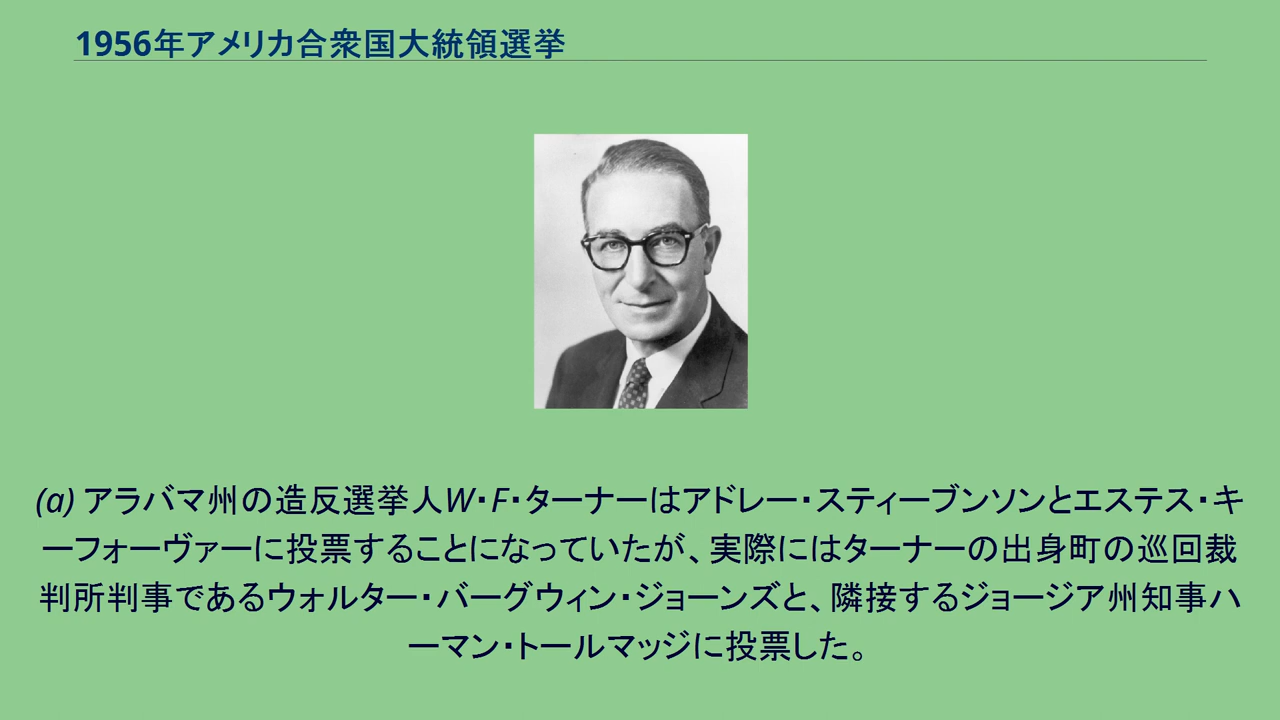 1956年アメリカ合衆国大統領選挙
(a) アラバマ州の造反選挙人W・F・ターナーはアドレー・スティーブンソンとエステス・キ
ーフォーヴァーに投票することになっていたが、実際にはターナーの出身町の巡回裁
判所判事であるウォルター・バーグウィン・ジョーンズと、隣接するジョージア州知事ハ
ーマン・トールマッジに投票した。